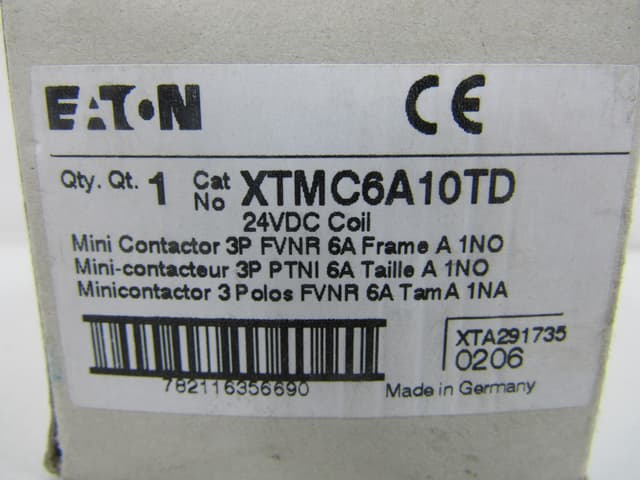 EATON CE
Qty. Qt. 1 Cat No XTMC6A10TD
24VDC Coil
Mini Contactor 3P FVNR 6A Frame A 1NO
Mini-contacteur 3P PTNI 6A Taille A 1NO
Minicontactor 3 Polos FVNR 6A Tam A 1NA
XTA291735
0206
782116356690
Made in Germany